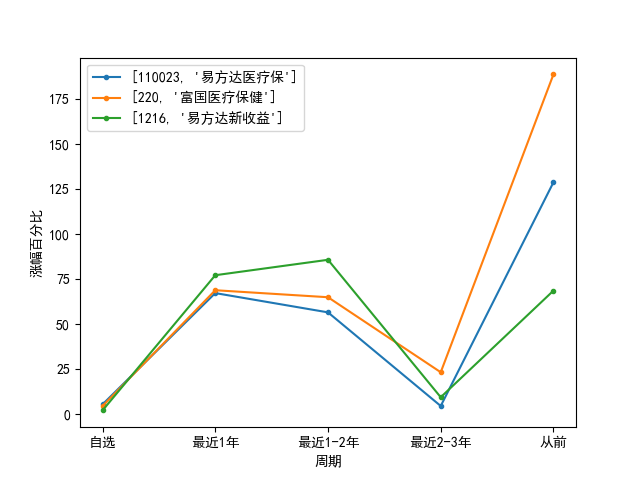 [110023, '易方达医疗保']
[220, '富国医疗保健']
[1216, '易方达新收益']
涨幅百分比
175
150
125
100
75
50
25
0
自选 最近1年 最近1-2年 最近2-3年 从前
周期